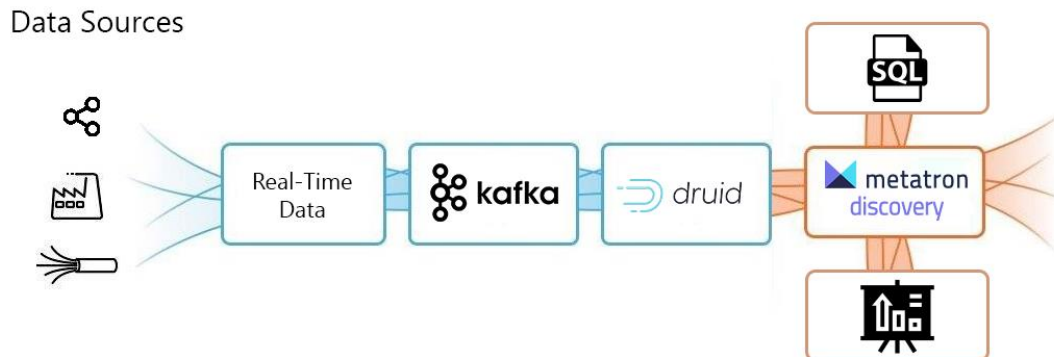 Data Sources
SQL
Real-Time
Data
kafka
druid
metatron
discovery